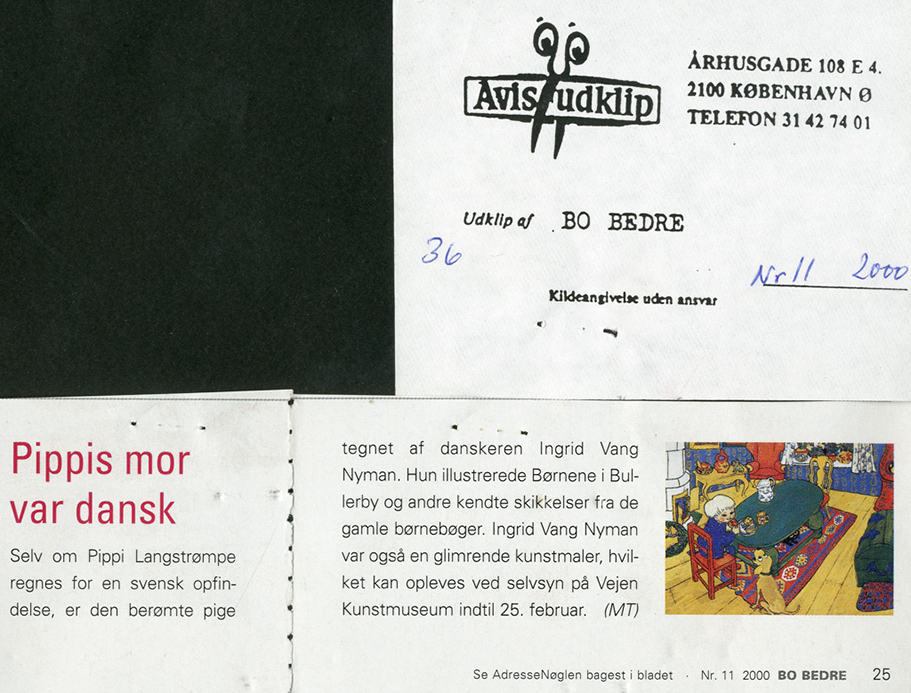 Avis udklip
ÅRHUSGADE 108 E 4.
2100 KØBENHAVN Ø
TELEFON 31 42 74 01
Udklip af BO BEDRE
36
Nr 11 2000
Kildeangivelse uden ansvar
Pippis mor
var dansk
Selv om Pippi Langstrømpe
regnes for en svensk opfin-
delse, er den berømte pige
tegnet af danskeren Ingrid Vang
Nyman. Hun illustrerede Børnene i Bul-
lerby og andre kendte skikkelser fra de
gamle børnebøger. Ingrid Vang Nyman
var også en glimrende kunstmaler, hvil-
ket kan opleves ved selvsyn på Vejen
Kunstmuseum indtil 25. februar. (MT)
Se AdresseNøglen bagest i bladet · Nr. 11 2000 BO BEDRE 25